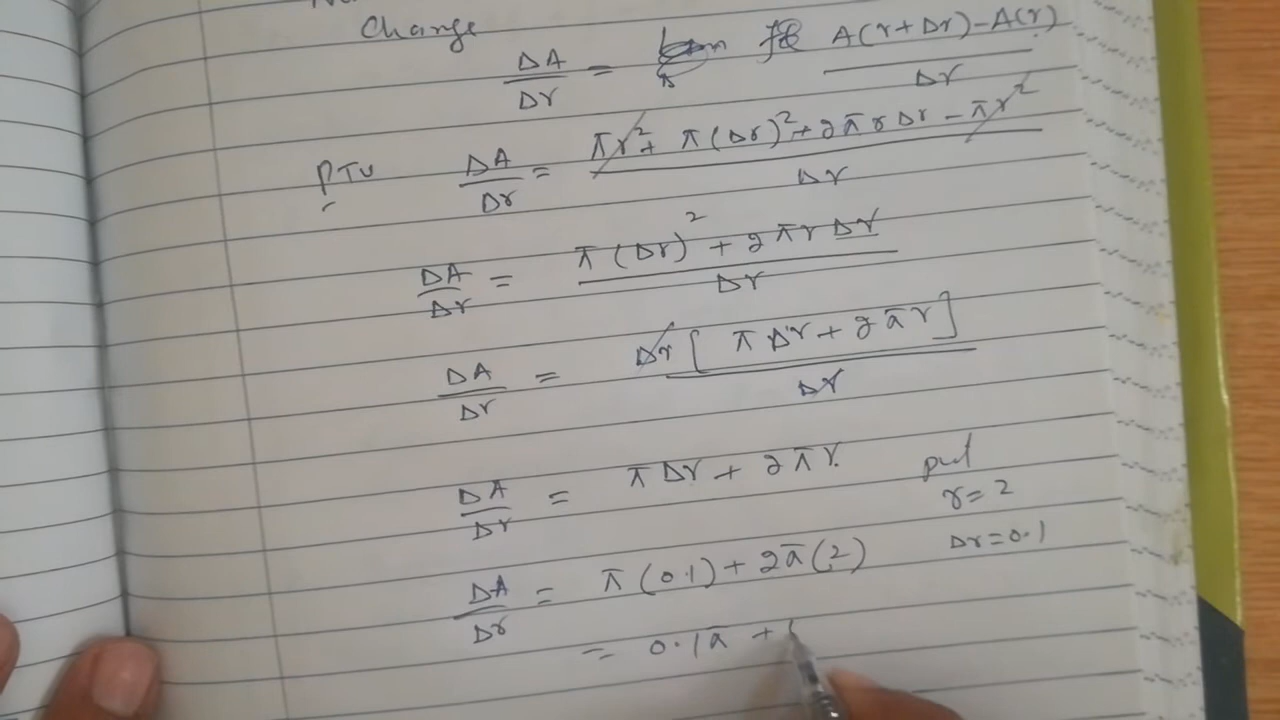 Change
ΔA/Δr = A(r+Δr)-A(r)/Δr
ΔA/Δr = πr²+ π(Δr)²+2πrΔr-πr²/Δr
ΔA/Δr = π(Δr)²+2πrΔr/Δr
ΔA/Δr = Δr[πΔr+2πr]/Δr
ΔA/Δr = πΔr+2πr. put
r=2
Δr=0.1
ΔA/Δr = π(0.1)+2π(2)
= 0.1π +